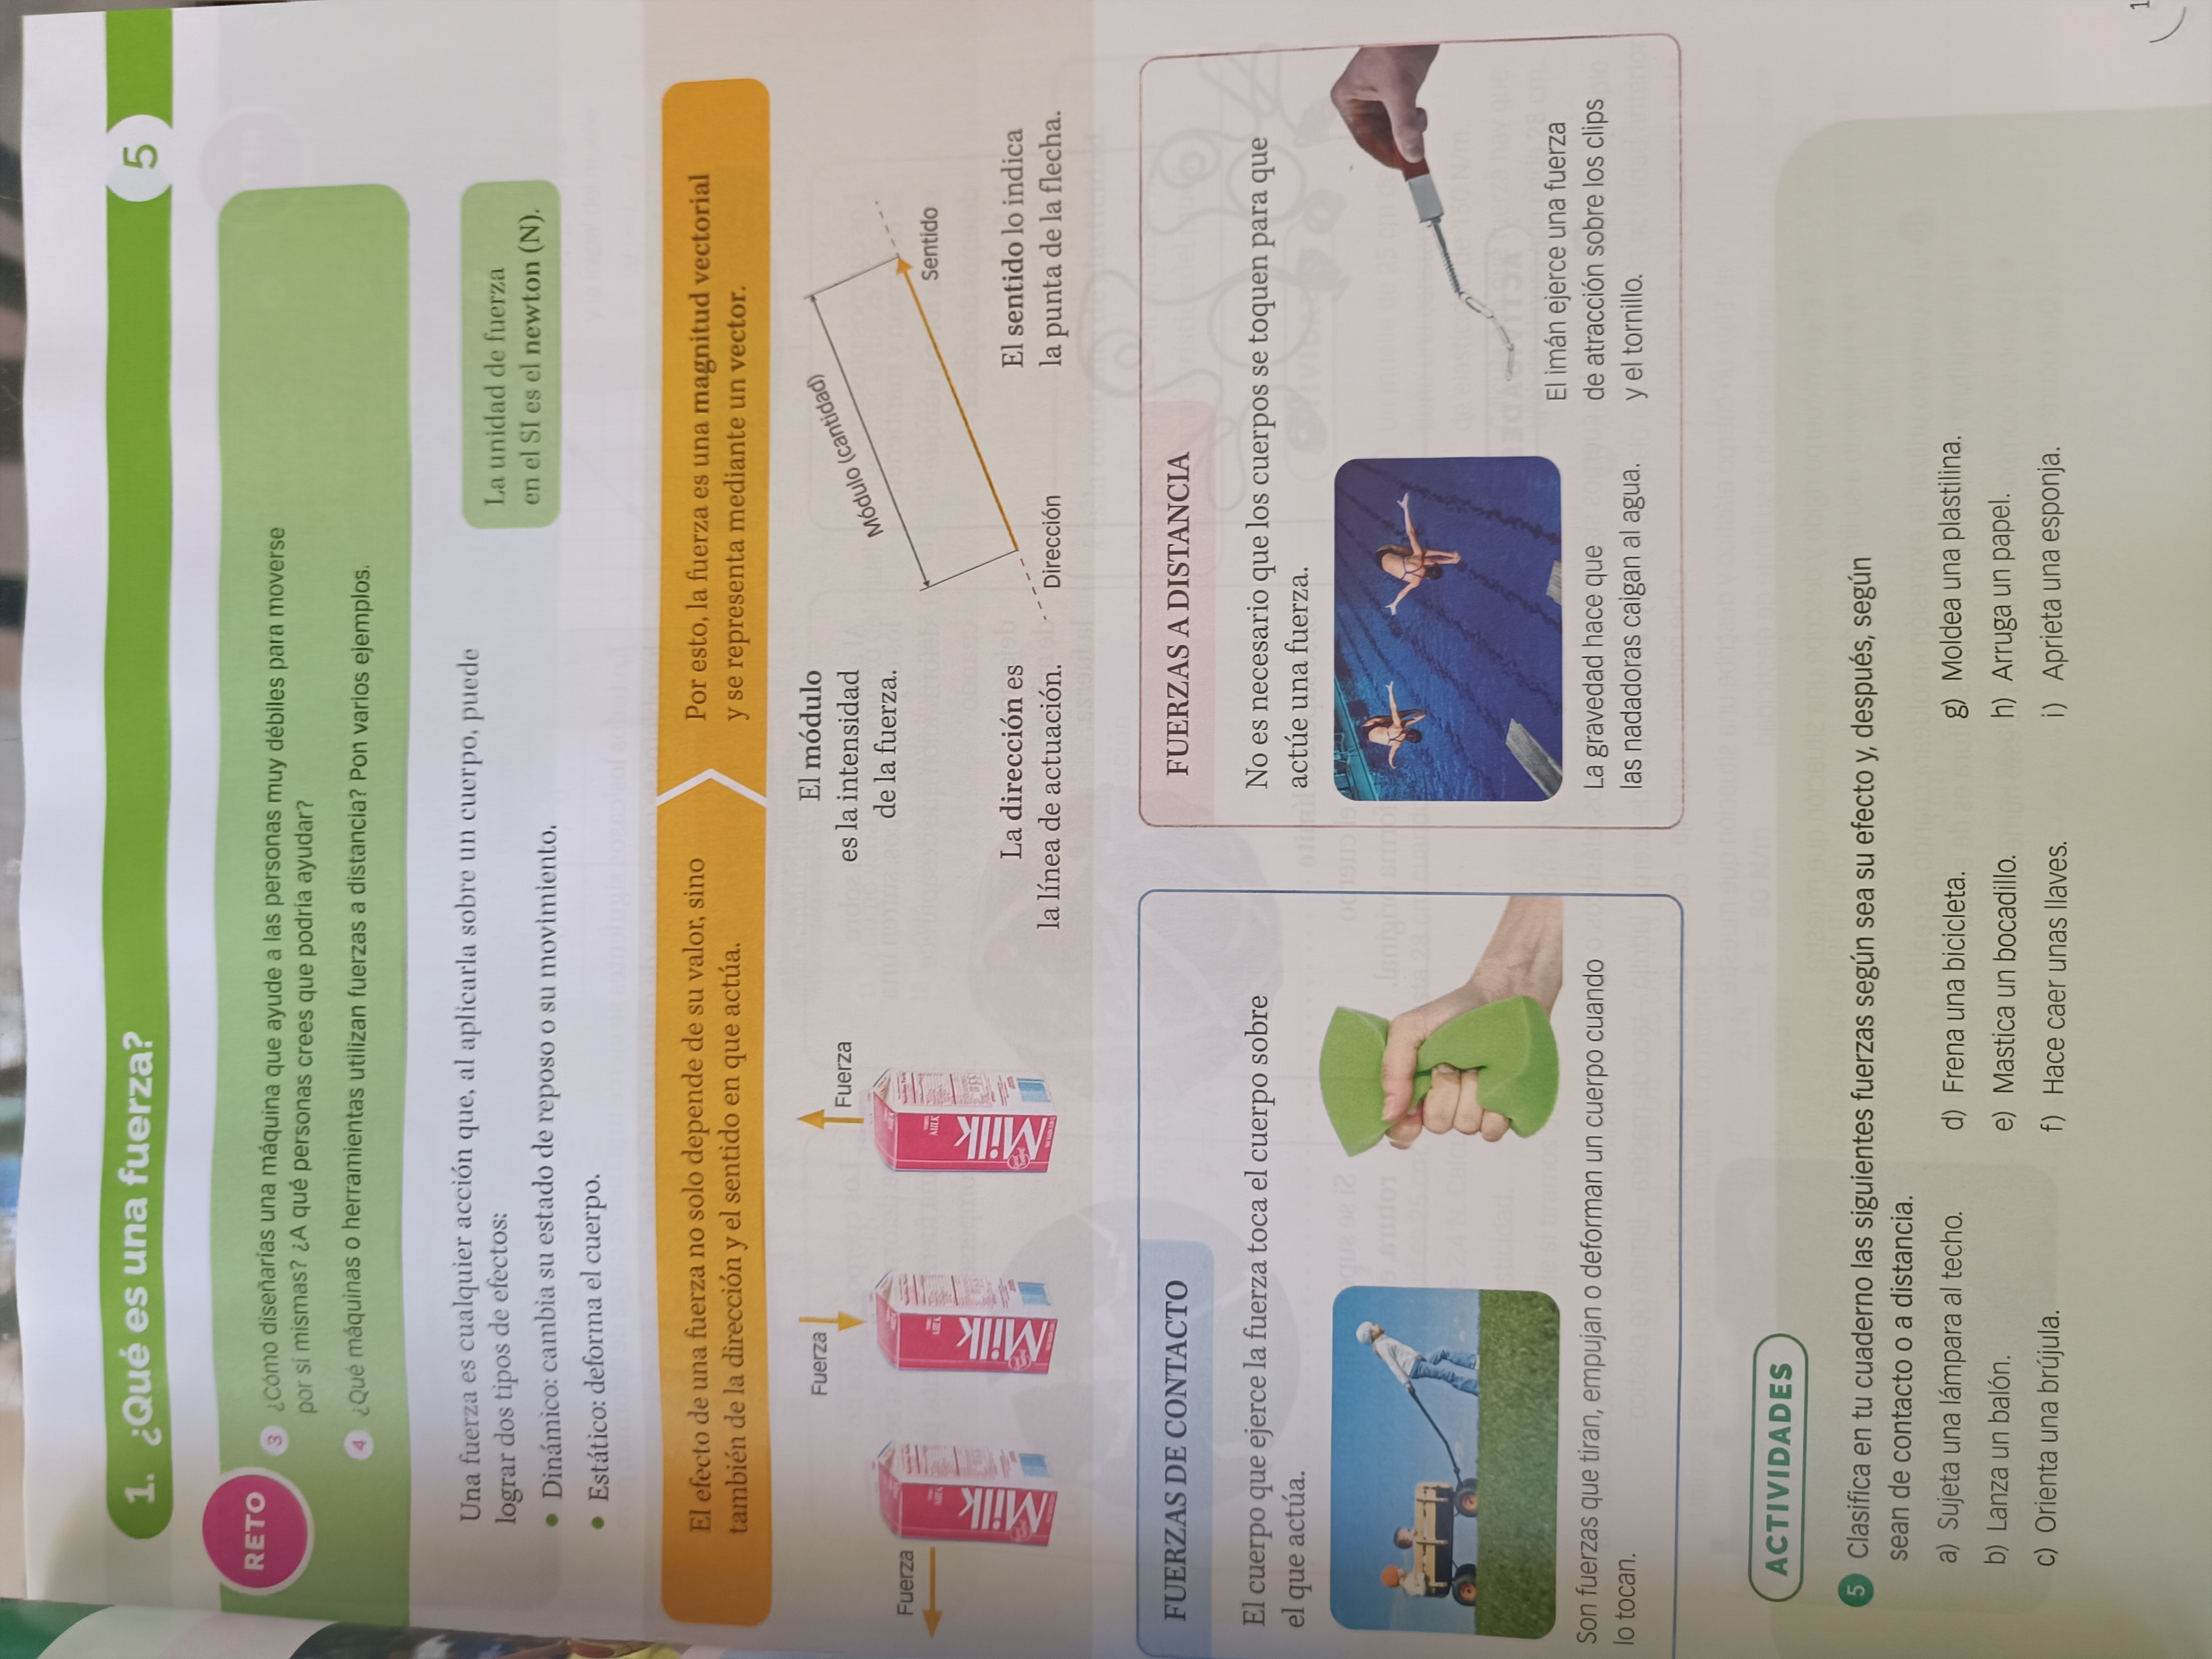 1. ¿Qué es una fuerza?
5
RETO
3 ¿Cómo diseñarías una máquina que ayude a las personas muy débiles para moverse
por sí mismas? ¿A qué personas crees que podría ayudar?
4 ¿Qué máquinas o herramientas utilizan fuerzas a distancia? Pon varios ejemplos.
Una fuerza es cualquier acción que, al aplicarla sobre un cuerpo, puede
lograr dos tipos de efectos:
• Dinámico: cambia su estado de reposo o su movimiento.
• Estático: deforma el cuerpo.
La unidad de fuerza
en el SI es el newton (N).
El efecto de una fuerza no solo depende de su valor, sino
también de la dirección y el sentido en que actúa.
Por esto, la fuerza es una magnitud vectorial
y se representa mediante un vector.
Fuerza
Milk
Fuerza
Milk
Fuerza
Milk
El módulo
es la intensidad
de la fuerza.
La dirección es
la línea de actuación.
Módulo (cantidad)
Sentido
Dirección
El sentido lo indica
la punta de la flecha.
FUERZAS DE CONTACTO
El cuerpo que ejerce la fuerza toca el cuerpo sobre
el que actúa.
Son fuerzas que tiran, empujan o deforman un cuerpo cuando
lo tocan.
FUERZAS A DISTANCIA
No es necesario que los cuerpos se toquen para que
actúe una fuerza.
La gravedad hace que
las nadadoras caigan al agua.
El imán ejerce una fuerza
de atracción sobre los clips
y el tornillo.
ACTIVIDADES
5 Clasifica en tu cuaderno las siguientes fuerzas según sea su efecto y, después, según
sean de contacto o a distancia.
a) Sujeta una lámpara al techo.
b) Lanza un balón.
c) Orienta una brújula.
d) Frena una bicicleta.
e) Mastica un bocadillo.
f) Hace caer unas llaves.
g) Moldea una plastilina.
h) Arruga un papel.
i) Aprieta una esponja.
1